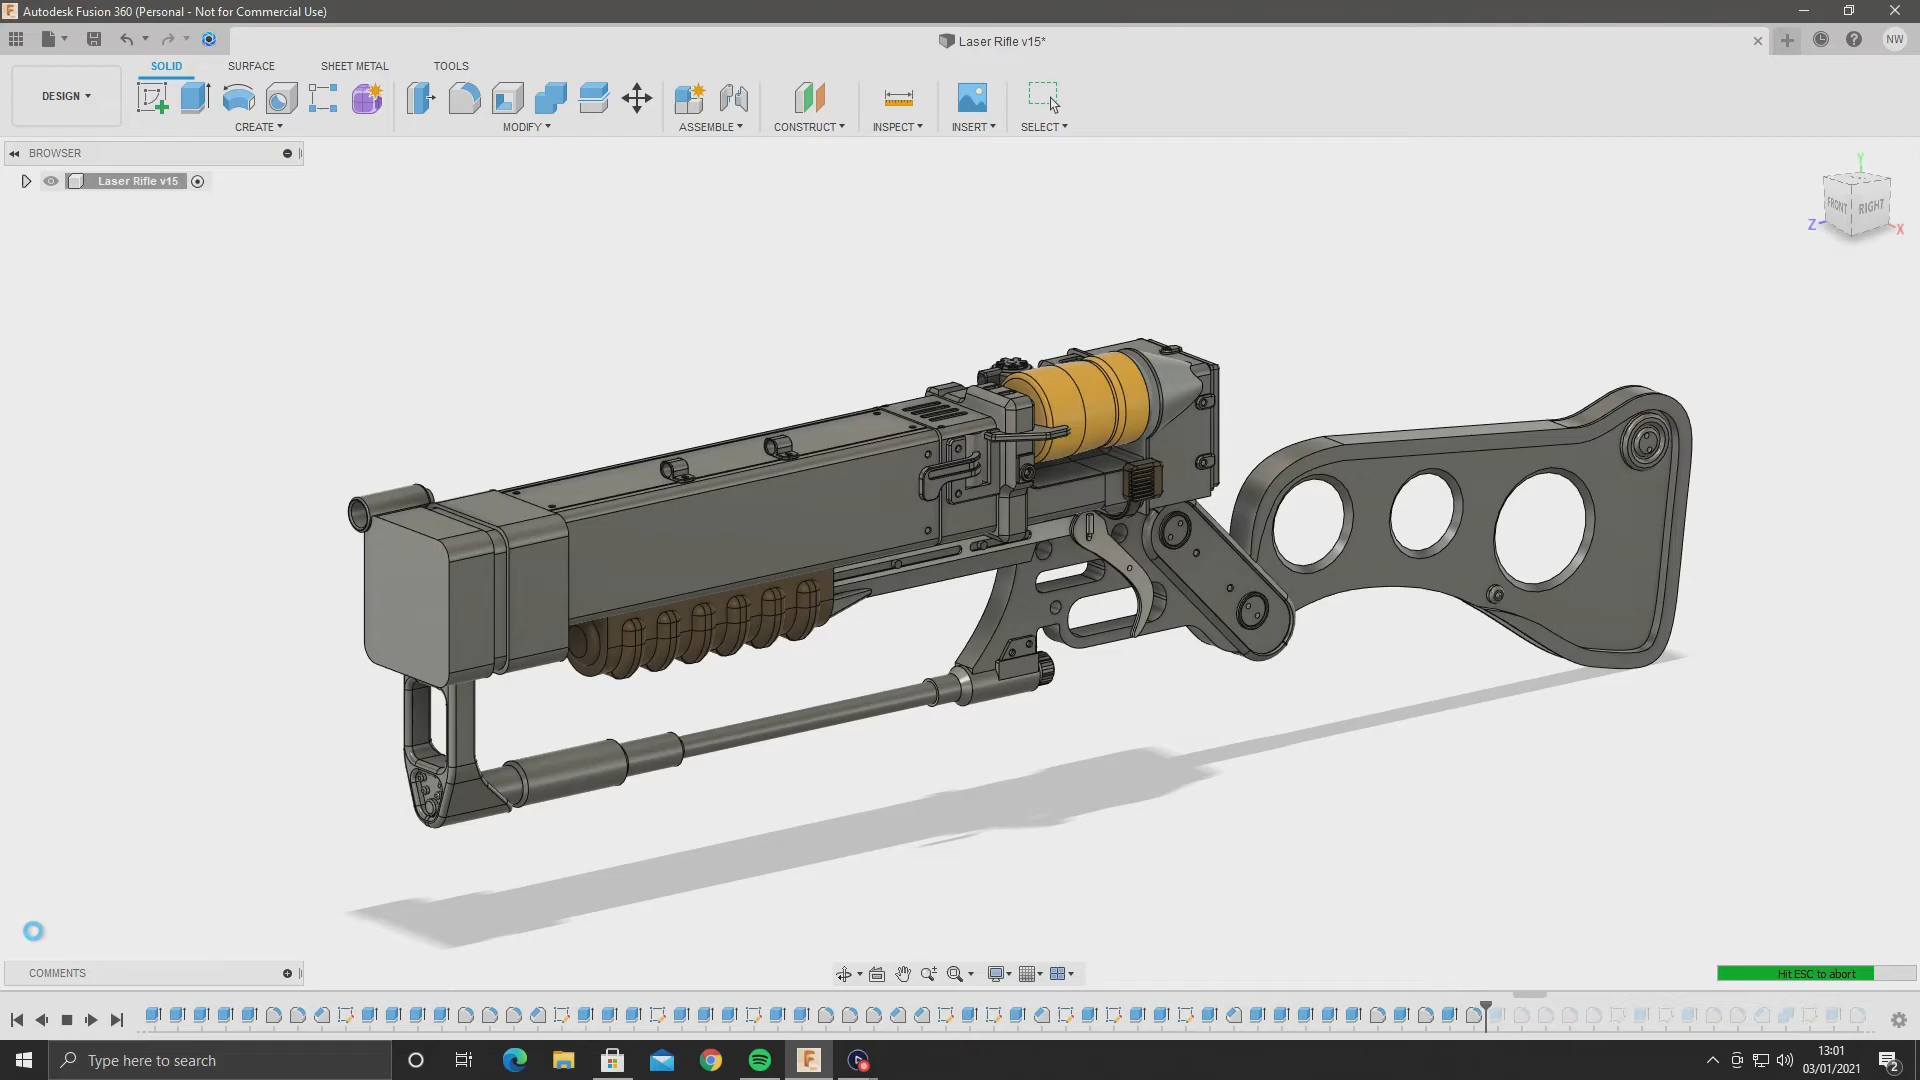 Autodesk Fusion 360 (Personal - Not for Commercial Use)
Laser Rifle v15*
NW
DESIGN
SOLID
SURFACE
SHEET METAL
TOOLS
CREATE
MODIFY
ASSEMBLE
CONSTRUCT
INSPECT
INSERT
SELECT
BROWSER
Laser Rifle v15
Y
FRONT
RIGHT
Z
X
COMMENTS
Hit ESC to abort
Type here to search
13:01
03/01/2021
2